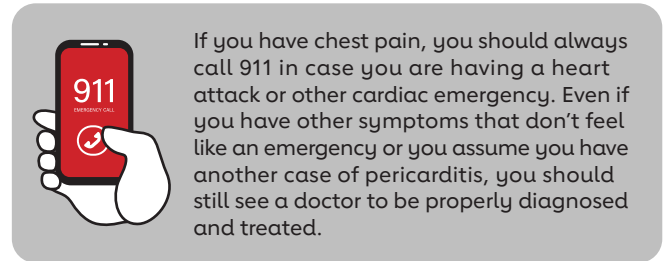 911
EMERGENCY CALL
If you have chest pain, you should always
call 911 in case you are having a heart
attack or other cardiac emergency. Even if
you have other symptoms that don’t feel
like an emergency or you assume you have
another case of pericarditis, you should
still see a doctor to be properly diagnosed
and treated.